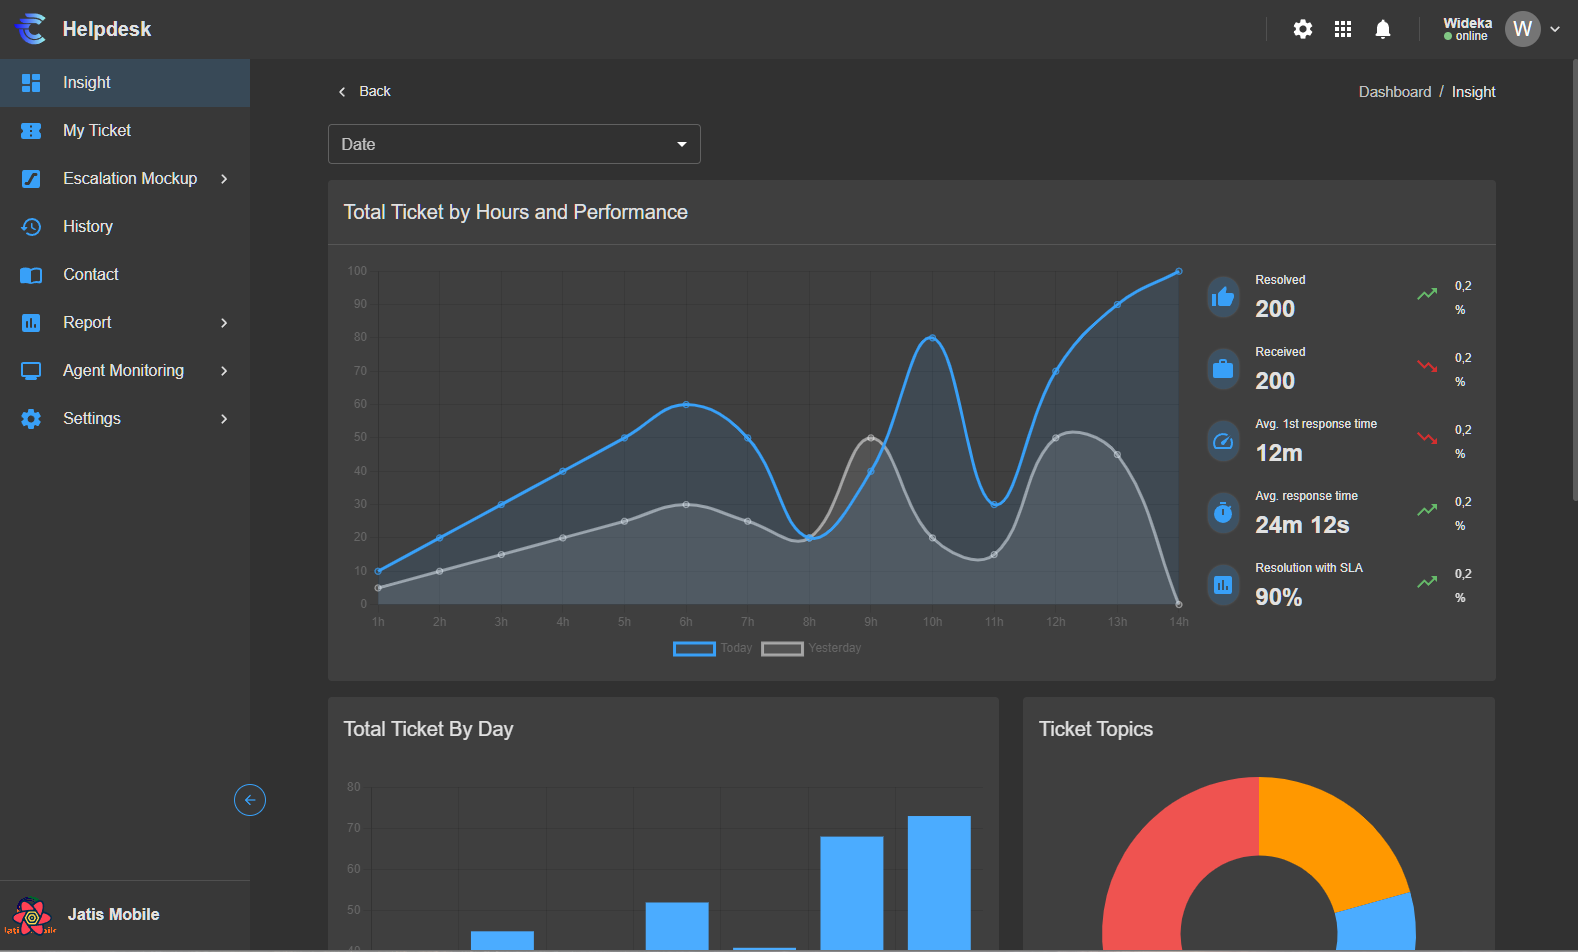 Helpdesk
Wideka
online
W
Insight
My Ticket
Escalation Mockup
History
Contact
Report
Agent Monitoring
Settings
Jatis Mobile
Back
Dashboard / Insight
Date
Total Ticket by Hours and Performance
100
90
80
70
60
50
40
30
20
10
0
1h 2h 3h 4h 5h 6h 7h 8h 9h 10h 11h 12h 13h 14h
Today Yesterday
Resolved
200
0,2
%
Received
200
0,2
%
Avg. 1st response time
12m
0,2
%
Avg. response time
24m 12s
0,2
%
Resolution with SLA
90%
0,2
%
Total Ticket By Day
80
70
60
50
40
Ticket Topics